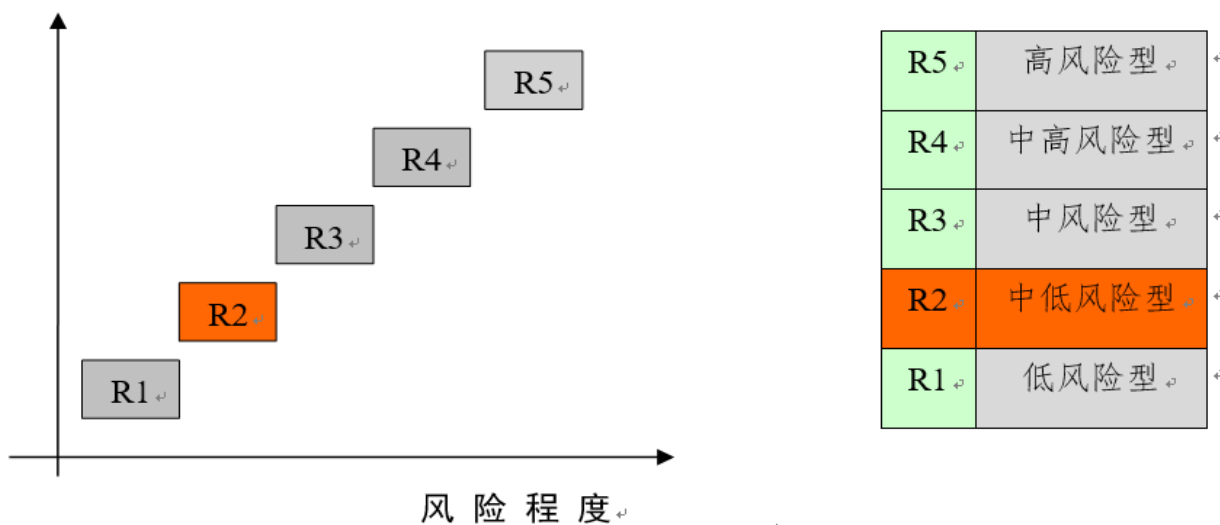 R5
R4
R3
R2
R1
风险程度
R5 高风险型
R4 中高风险型
R3 中风险型
R2 中低风险型
R1 低风险型